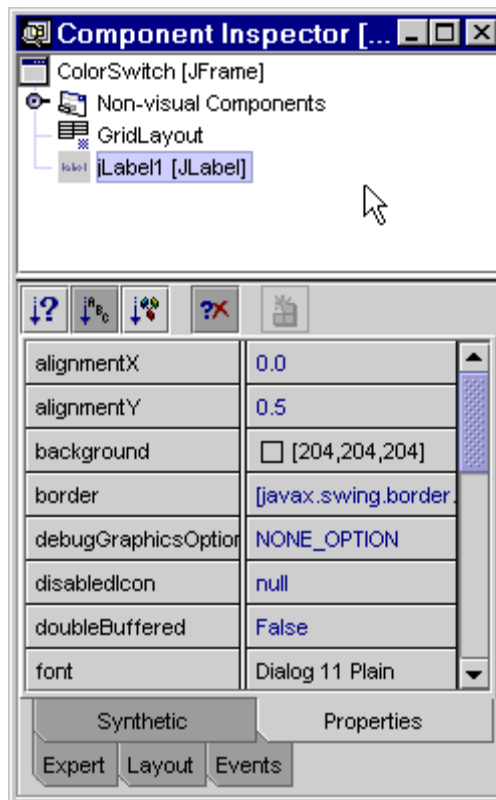 Component Inspector [...
ColorSwitch [JFrame]
Non-visual Components
GridLayout
label jLabel1 [JLabel]
? A B C ?
alignmentX 0.0
alignmentY 0.5
background [204,204,204]
border [javax.swing.border.
debugGraphicsOption NONE_OPTION
disabledIcon null
doubleBuffered False
font Dialog 11 Plain
Synthetic Properties
Expert Layout Events